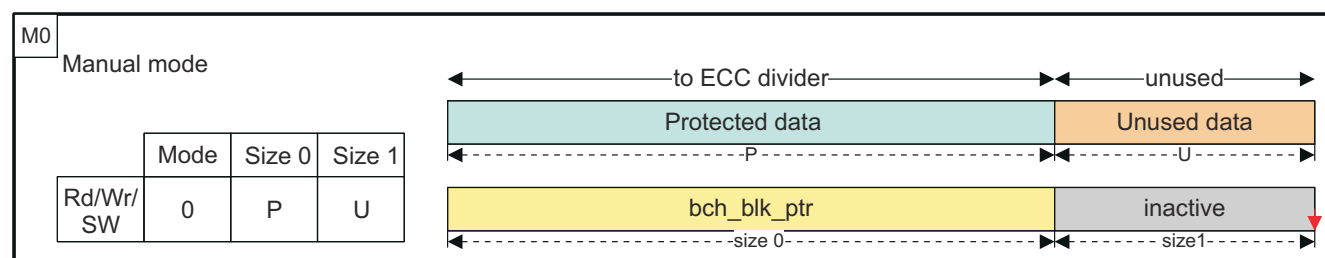 M0
Manual mode
to ECC divider
unused
Protected data
Unused data
P
U
Mode Size 0 Size 1
Rd/Wr/
SW
0 P U
bch_blk_ptr
inactive
size 0
size1